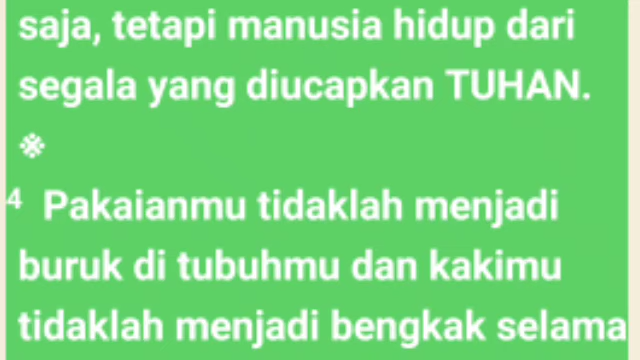 saja, tetapi manusia hidup dari
segala yang diucapkan TUHAN.
※
4 Pakaianmu tidaklah menjadi
buruk di tubuhmu dan kakimu
tidaklah menjadi bengkak selama